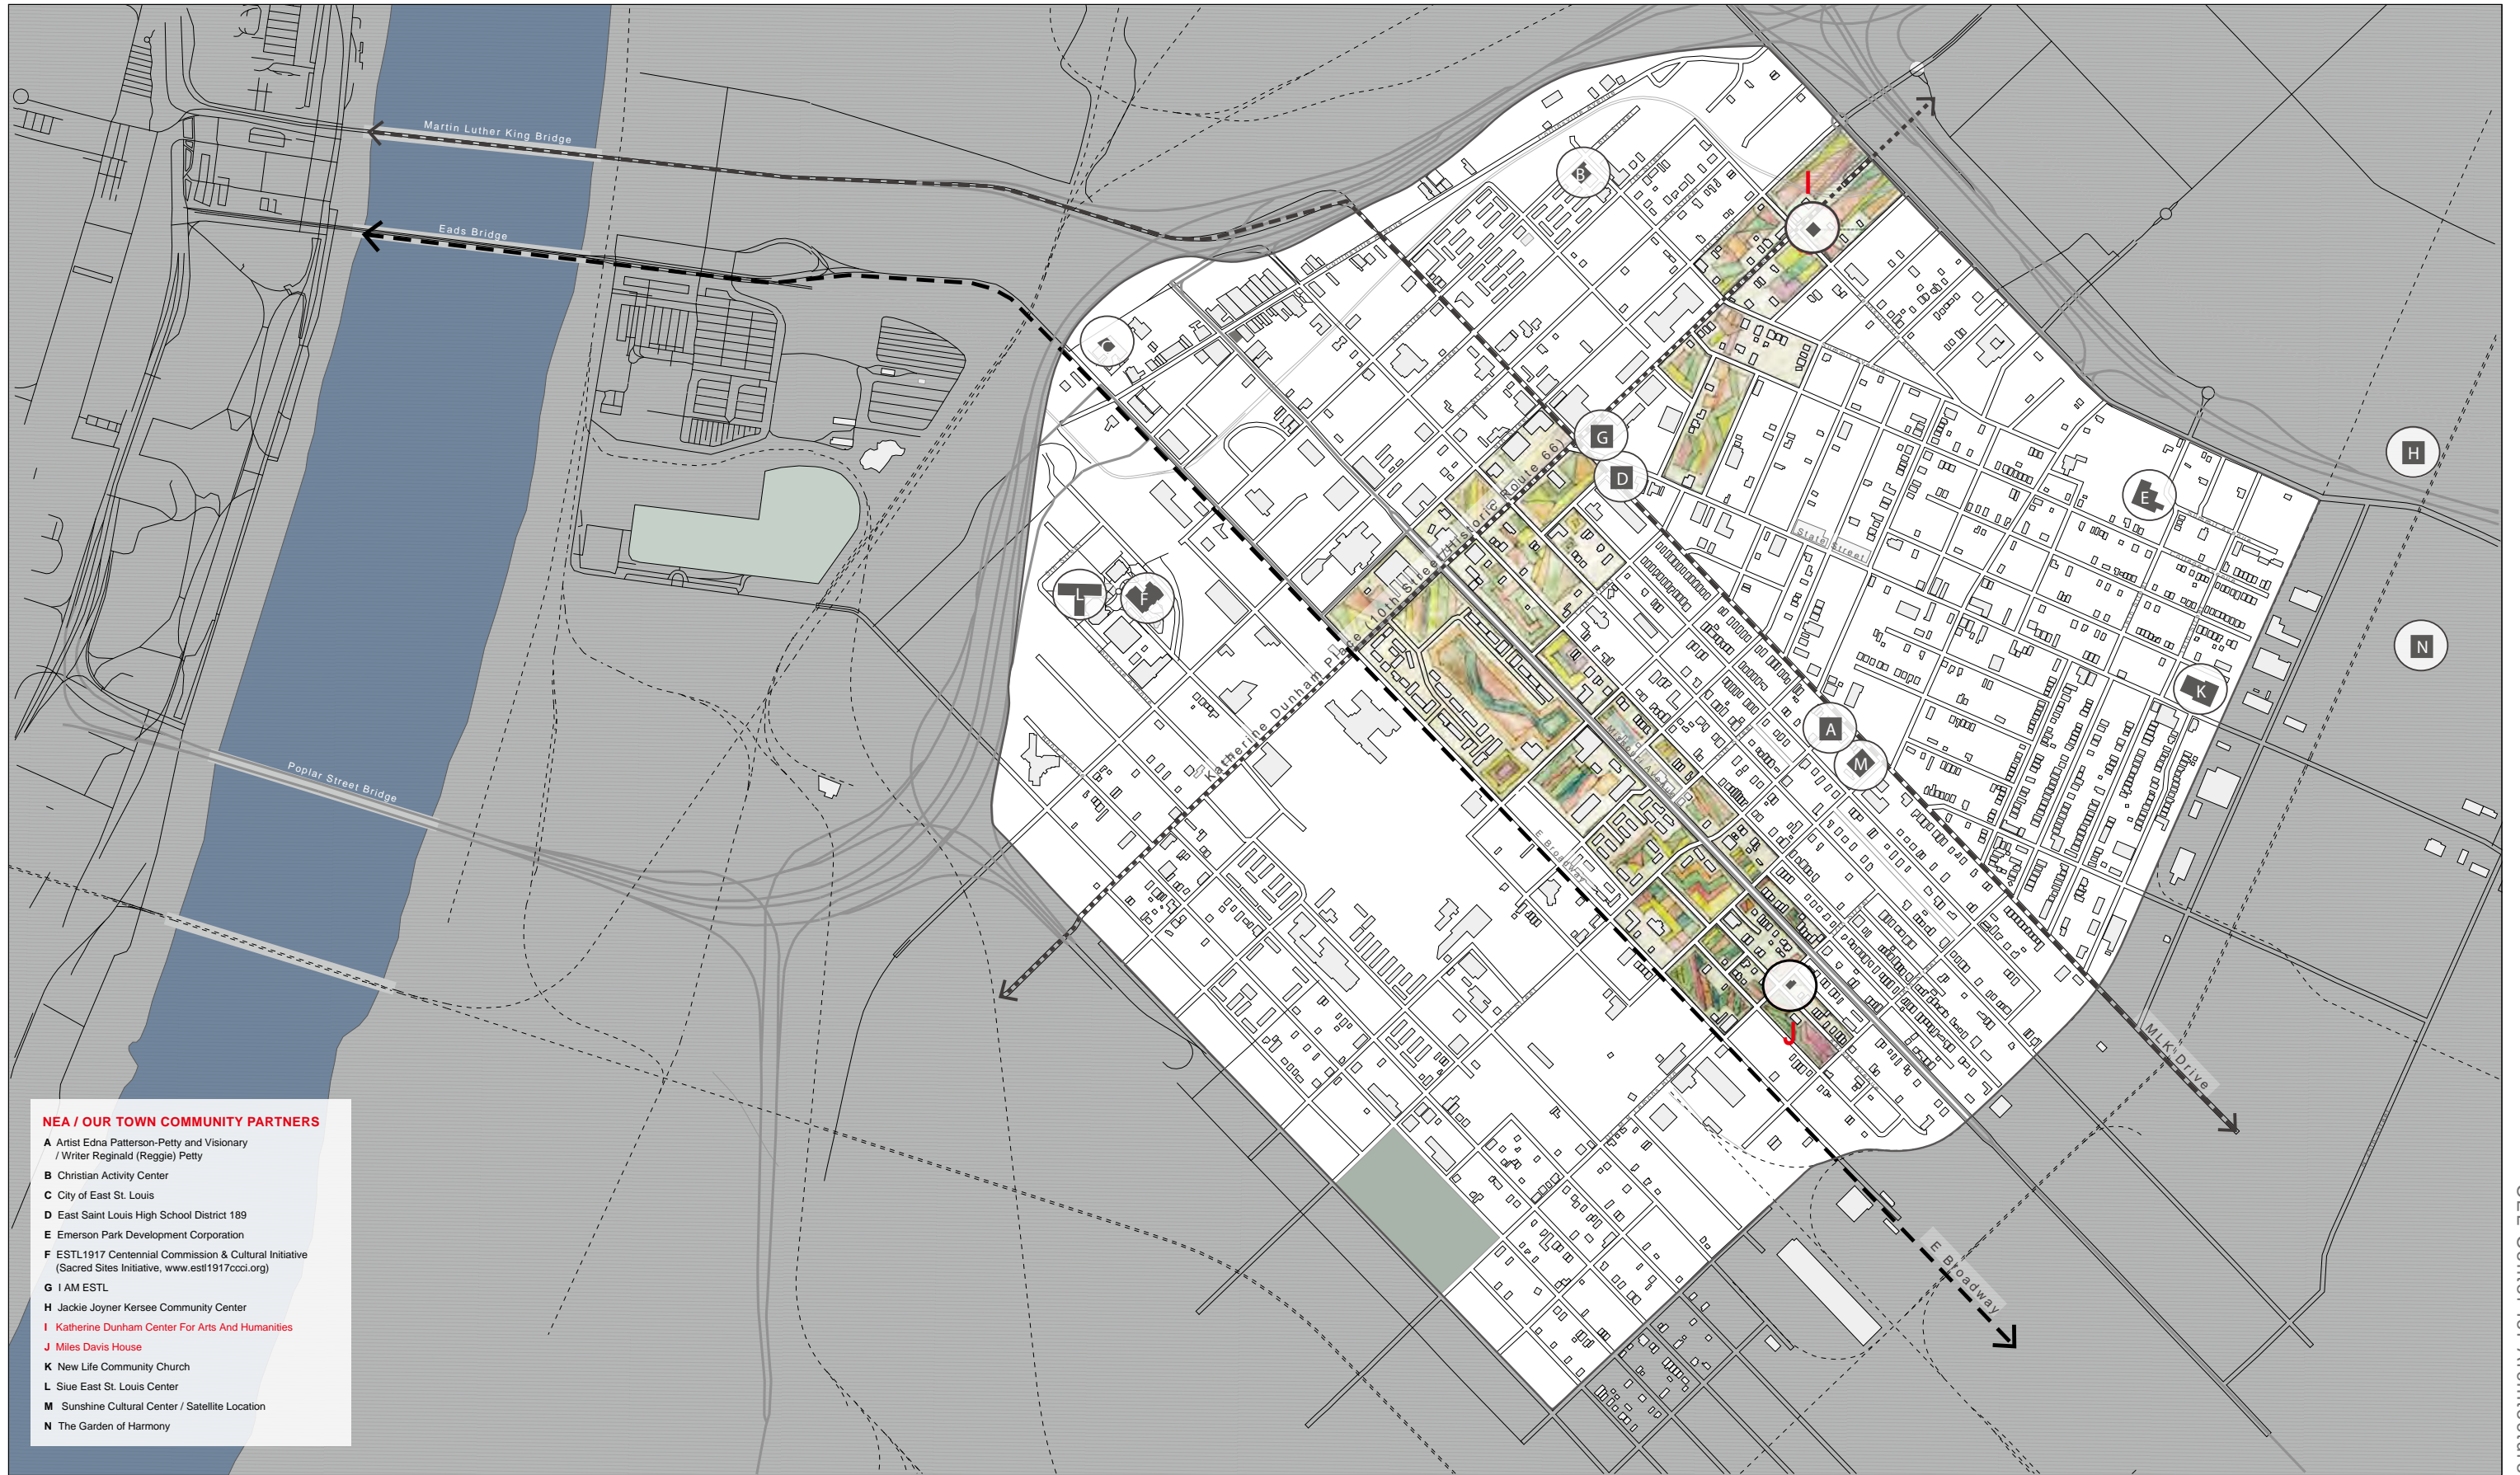 Martin Luther King Bridge
Eads Bridge
B
I
C
G
D
H
E
State Street
Katherine Dunham Place (10th Street/Historic Route 66)
L
F
N
K
A
M
Missouri Avenue
Poplar Street Bridge
E Broadway
J
MLK Drive
E Broadway
NEA / OUR TOWN COMMUNITY PARTNERS
A Artist Edna Patterson-Petty and Visionary
/ Writer Reginald (Reggie) Petty
B Christian Activity Center
C City of East St. Louis
D East Saint Louis High School District 189
E Emerson Park Development Corporation
F ESTL1917 Centennial Commission & Cultural Initiative
(Sacred Sites Initiative, www.estl1917ccci.org)
G I AM ESTL
H Jackie Joyner Kersee Community Center
I Katherine Dunham Center For Arts And Humanities
J Miles Davis House
K New Life Community Church
L Siue East St. Louis Center
M Sunshine Cultural Center / Satellite Location
N The Garden of Harmony